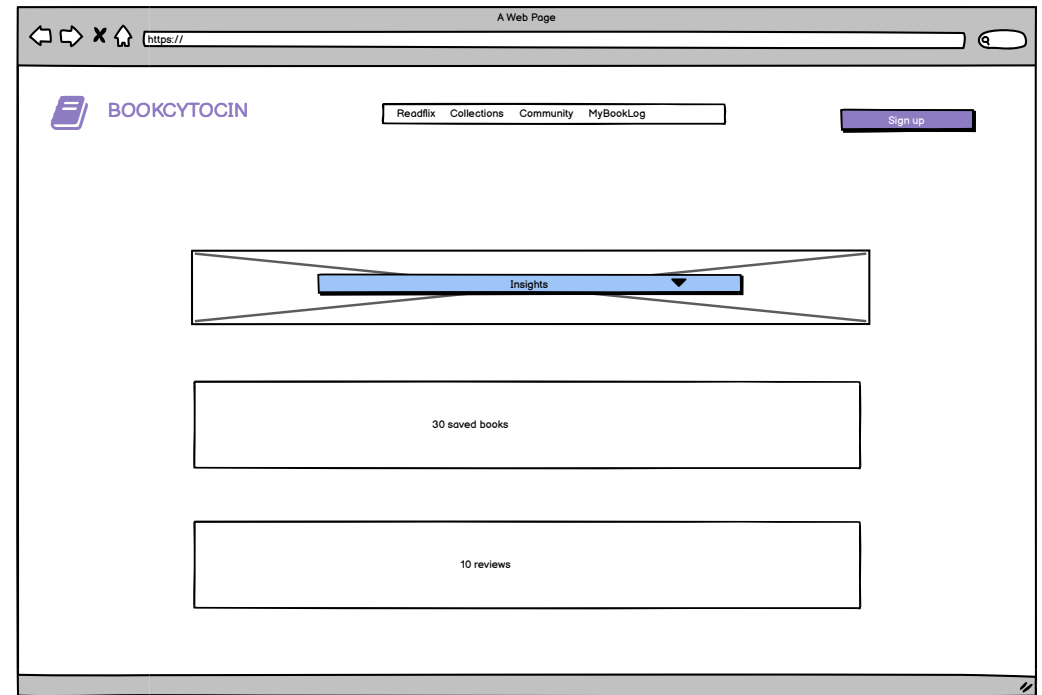 A Web Page
https://
BOOKCYTOCIN
Readflix Collections Community MyBookLog
Sign up
Insights
30 saved books
10 reviews